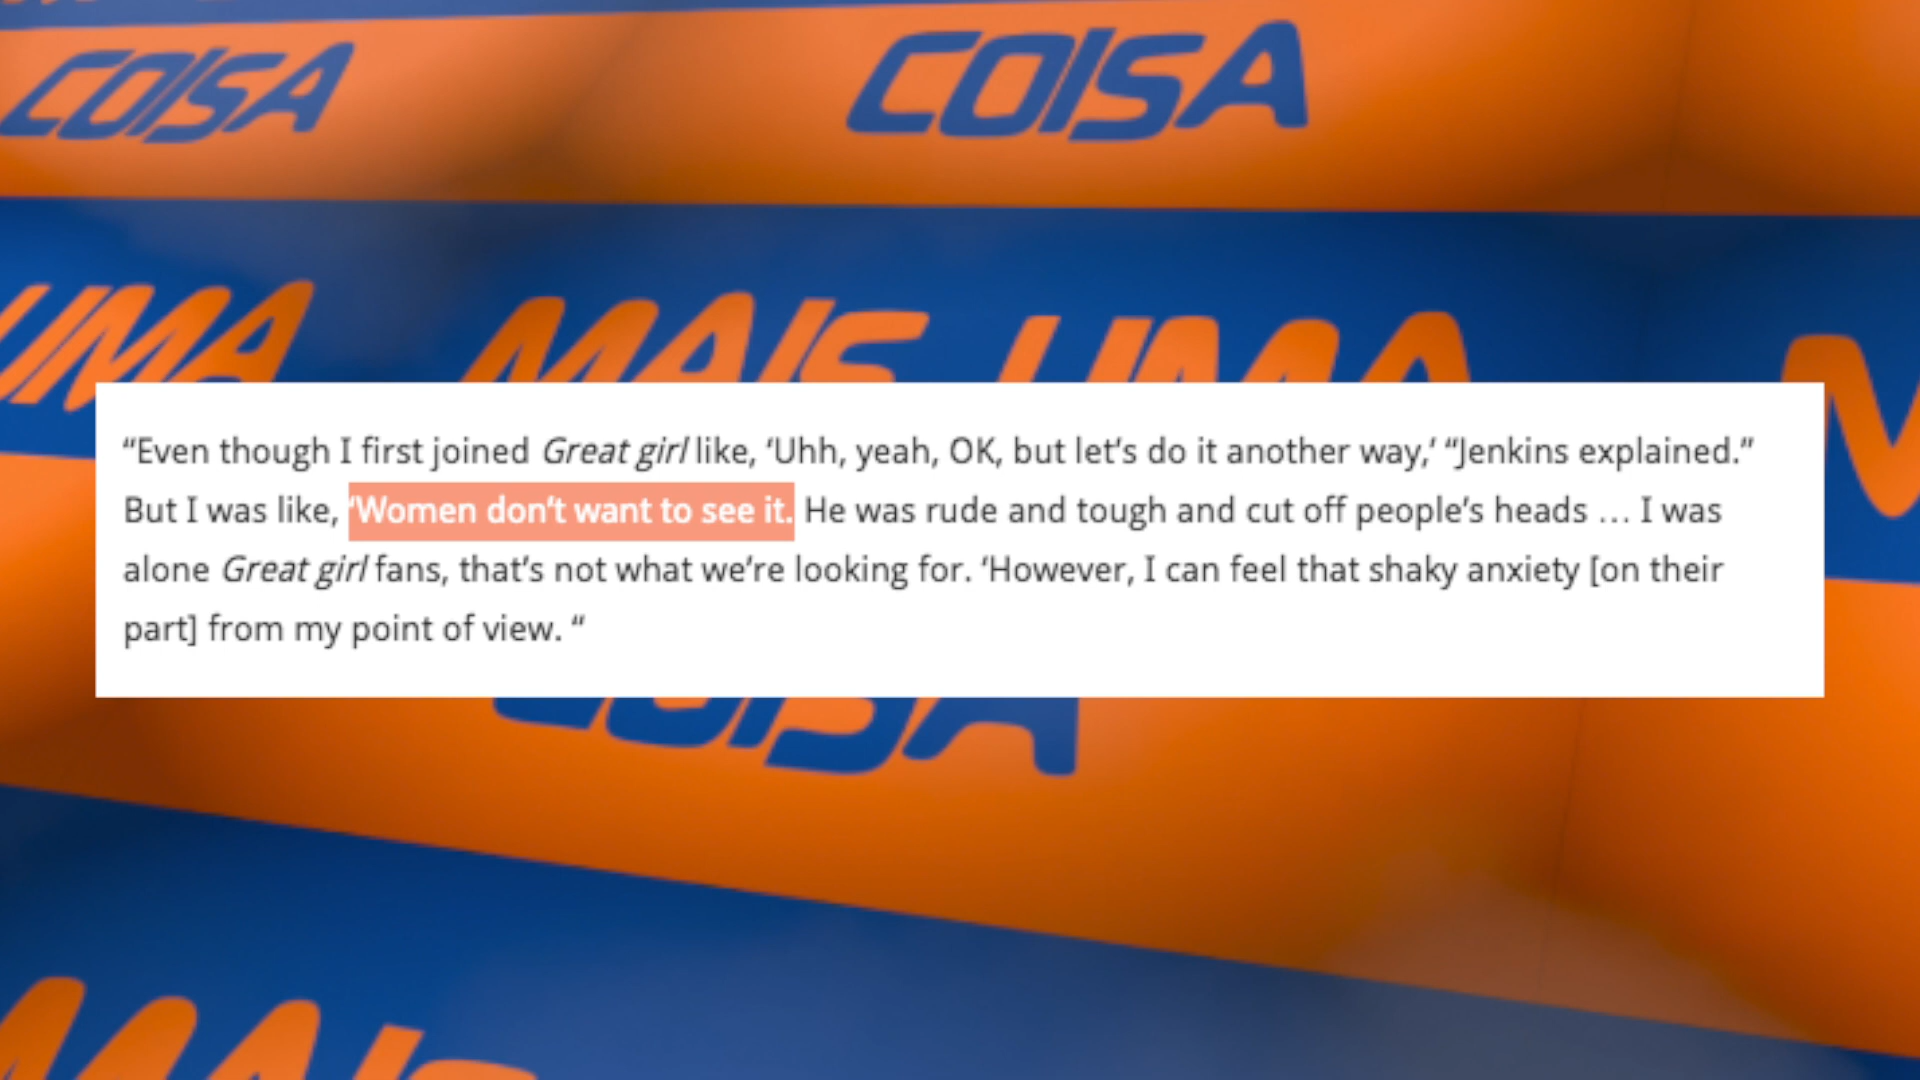 COISA COISA
UMA MAIS UMA
“Even though I first joined Great girl like, ‘Uhh, yeah, OK, but let’s do it another way,’ “Jenkins explained.”
But I was like, ‘Women don’t want to see it. He was rude and tough and cut off people’s heads … I was
alone Great girl fans, that’s not what we’re looking for. ‘However, I can feel that shaky anxiety [on their
part] from my point of view. “
COISA
MAIS